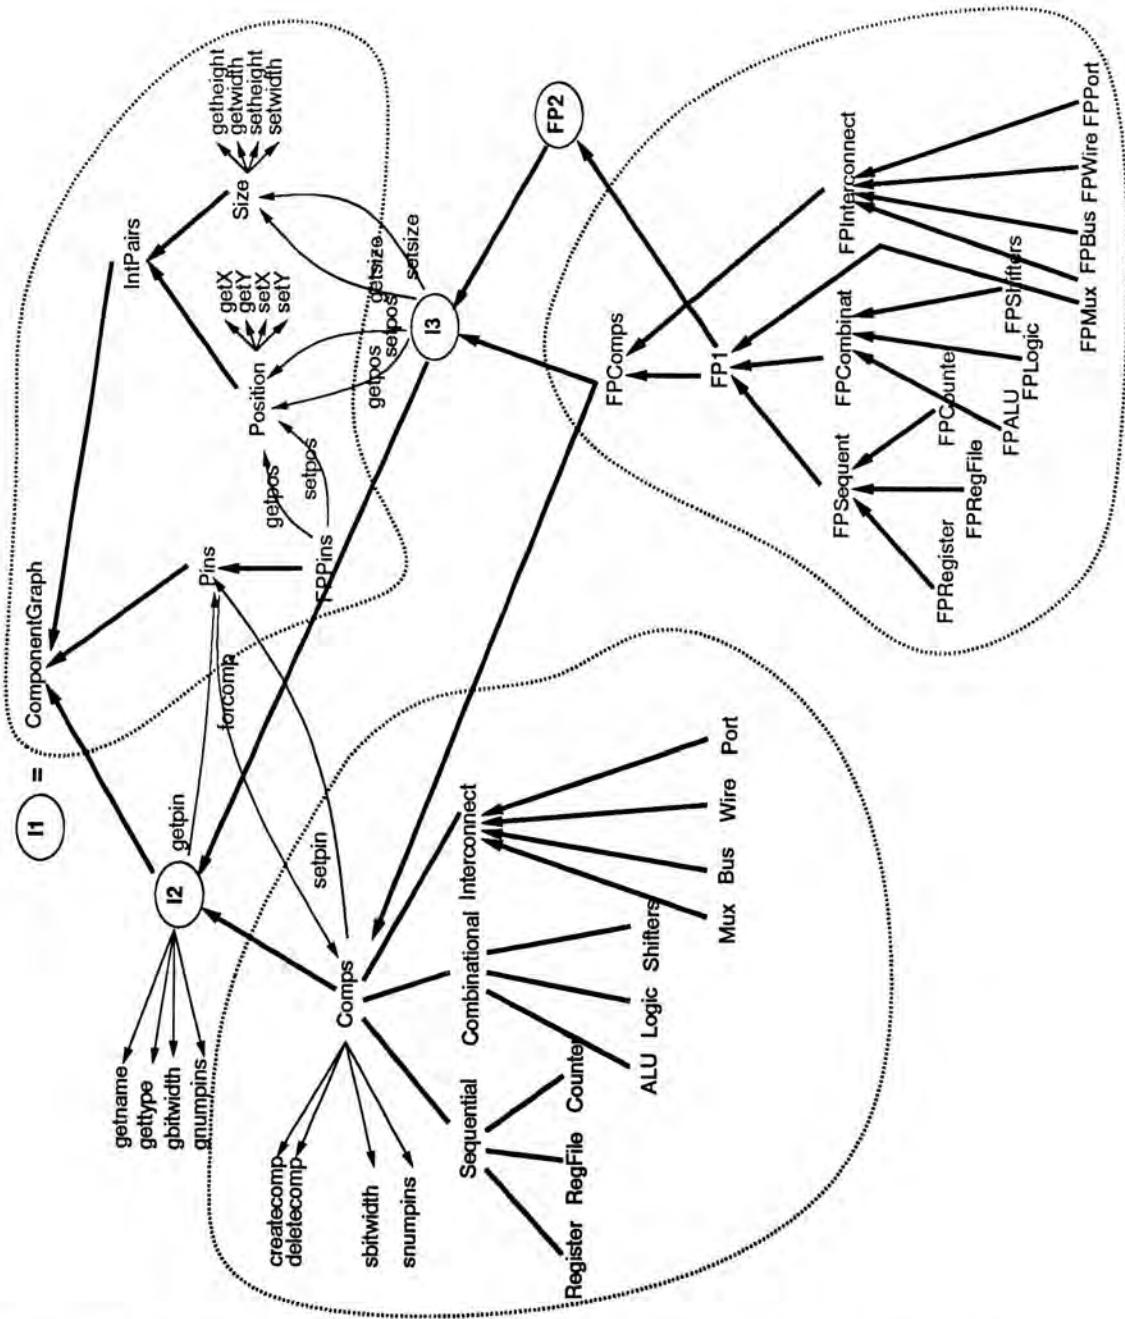 I1 =
ComponentGraph
I2
getpin
getname
gettype
gbitwidth
gnumpins
forcomp
setpin
Pins
FPPins
getpos
setpos
IntPairs
Position
getX
getY
setX
setY
Size
getheight
getwidth
setheight
setwidth
getpos
setpos
getsize
setsize
I3
FP2
Comps
createcomp
deletecomp
sbitwidth
snumpins
Sequential
Combinational
Interconnect
Register
RegFile
Counter
ALU
Logic
Shifters
Mux
Bus
Wire
Port
FPComps
FP1
FPSequent
FPCombinat
FPInterconnect
FPRegister
FPRegFile
FPCounter
FPALU
FPLogic
FPShifters
FPMux
FPBus
FPWire
FPPort